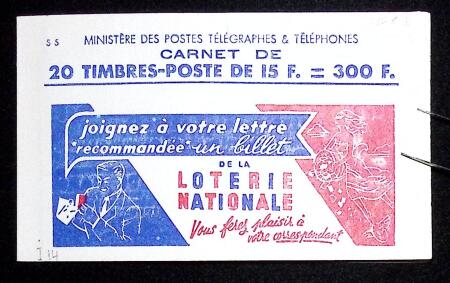 S S MINISTÈRE DES POSTES TÉLÉGRAPHES & TÉLÉPHONES
CARNET DE
20 TIMBRES-POSTE DE 15 F. = 300 F.
joignez à votre lettre
"recommandée" un billet
DE LA
LOTERIE
NATIONALE
Vous ferez plaisir à
votre correspondant
I 14